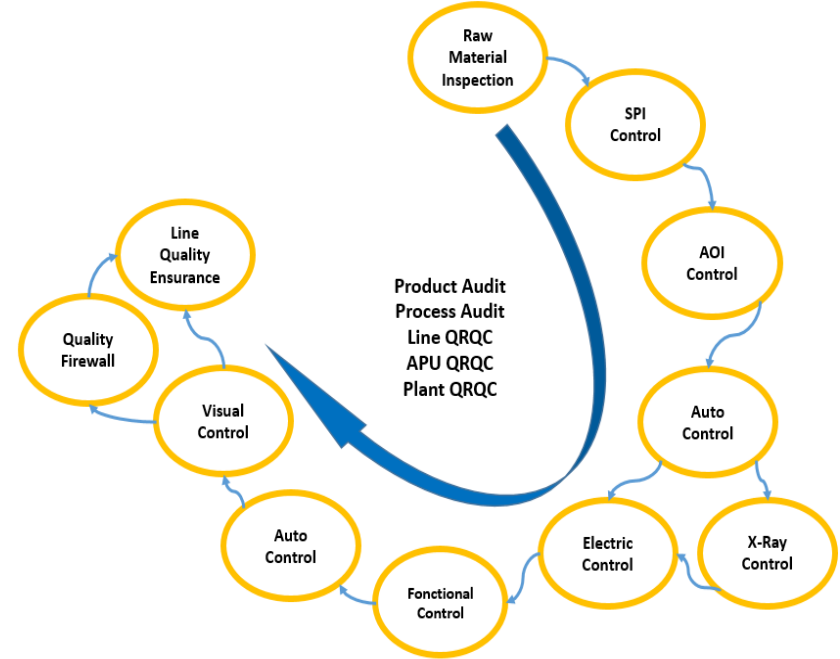 Raw
Material
Inspection
SPI
Control
AOI
Control
Auto
Control
X-Ray
Control
Electric
Control
Fonctional
Control
Auto
Control
Visual
Control
Quality
Firewall
Line
Quality
Ensurance
Product Audit
Process Audit
Line QRQC
APU QRQC
Plant QRQC